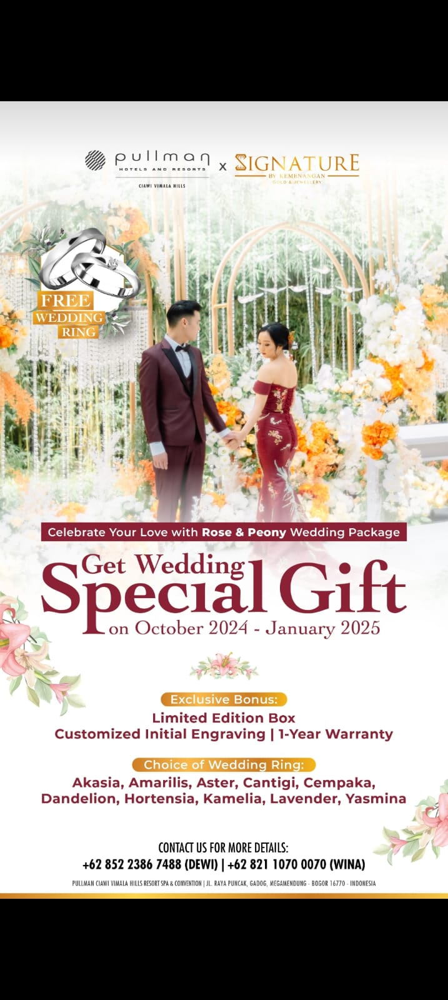 pullman
HOTELS AND RESORTS
CIAWI VIMALA HILLS
x
SIGNATURE
BY KEMENANGAN
GOLD & JEWELLERY
FREE
WEDDING
RING
Celebrate Your Love with Rose & Peony Wedding Package
Get Wedding
Special Gift
on October 2024 - January 2025
Exclusive Bonus:
Limited Edition Box
Customized Initial Engraving | 1-Year Warranty
Choice of Wedding Ring:
Akasia, Amarilis, Aster, Cantigi, Cempaka,
Dandelion, Hortensia, Kamelia, Lavender, Yasmina
CONTACT US FOR MORE DETAILS:
+62 852 2386 7488 (DEWI) | +62 821 1070 0070 (WINA)
PULLMAN CIAWI VIMALA HILLS RESORT SPA & CONVENTION | JL. RAYA PUNCAK, GADOG, MEGAMENDUNG - BOGOR 16770 - INDONESIA